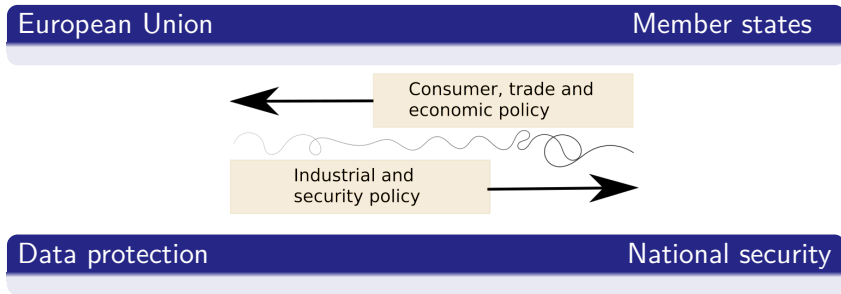 European Union Member states
Consumer, trade and
economic policy
Industrial and
security policy
Data protection National security